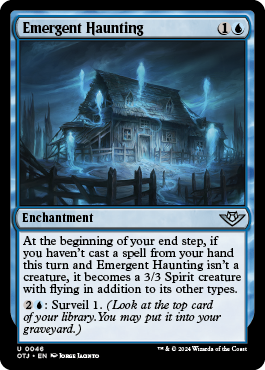 Emergent Haunting 1
Enchantment
At the beginning of your end step, if
you haven't cast a spell from your hand
this turn and Emergent Haunting isn't a
creature, it becomes a 3/3 Spirit creature
with flying in addition to its other types.
2 : Surveil 1. (Look at the top card
of your library. You may put it into your
graveyard.)
U 0046
OTJ • EN Jorge Jacinto ™ & © 2024 Wizards of the Coast